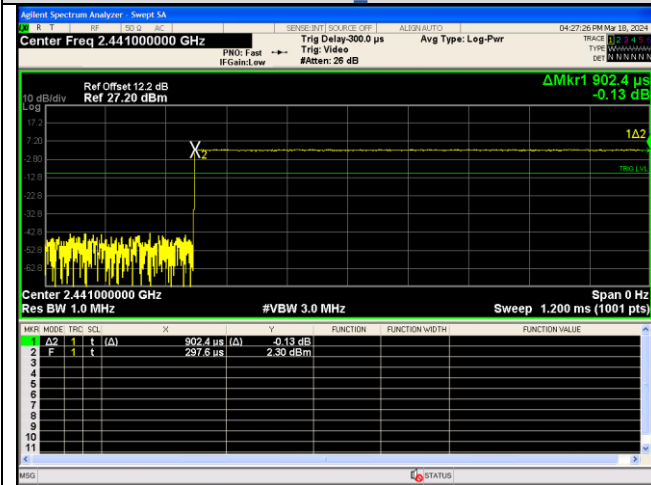 Agilent Spectrum Analyzer - Swept SA
R T RF 50 Ω AC SENSE:INT SOURCE OFF ALIGN AUTO 04:27:26 PM Mar 18, 2024
Center Freq 2.441000000 GHz
PNO: Fast
IFGain:Low
Trig Delay-300.0 µs
Trig: Video
#Atten: 26 dB
Avg Type: Log-Pwr
TRACE 1 2 3 4 5
TYPE
DET N N N N N
Ref Offset 12.2 dB
10 dB/div Ref 27.20 dBm
Log
ΔMkr1 902.4 µs
-0.13 dB
17.2
7.20
-2.80
-12.8
-22.8
-32.8
-42.8
-52.8
-62.8
2
1Δ2
TRIG LVL
Center 2.441000000 GHz Span 0 Hz
Res BW 1.0 MHz #VBW 3.0 MHz Sweep 1.200 ms (1001 pts)
MKR MODE TRC SCL X Y FUNCTION FUNCTION WIDTH FUNCTION VALUE
1 Δ2 1 t (Δ) 902.4 µs (Δ) -0.13 dB
2 F 1 t 297.6 µs 2.30 dBm
3
4
5
6
7
8
9
10
11
MSG STATUS